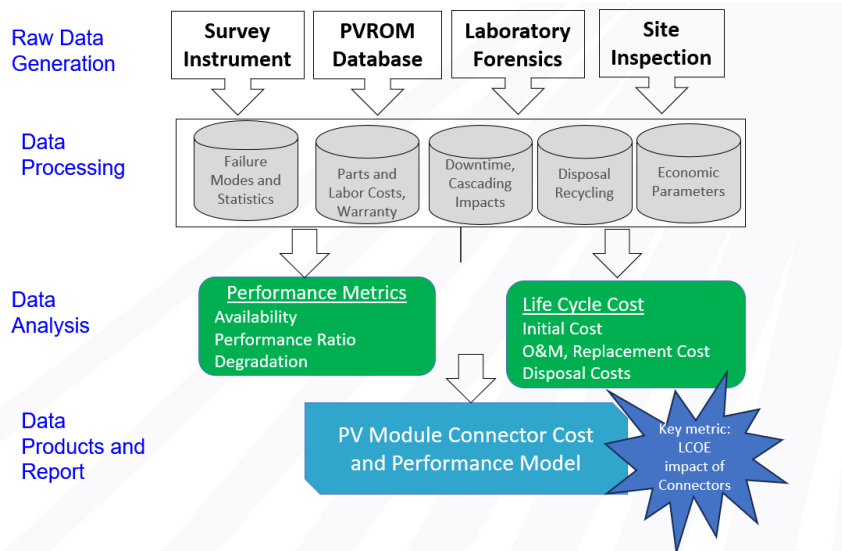 Raw Data
Generation
Survey
Instrument
PVROM
Database
Laboratory
Forensics
Site
Inspection
Data
Processing
Failure
Modes and
Statistics
Parts and
Labor Costs,
Warranty
Downtime,
Cascading
Impacts
Disposal
Recycling
Economic
Parameters
Data
Analysis
Performance Metrics
Availability
Performance Ratio
Degradation
Life Cycle Cost
Initial Cost
O&M, Replacement Cost
Disposal Costs
Data
Products and
Report
PV Module Connector Cost
and Performance Model
Key metric:
LCOE
impact of
Connectors